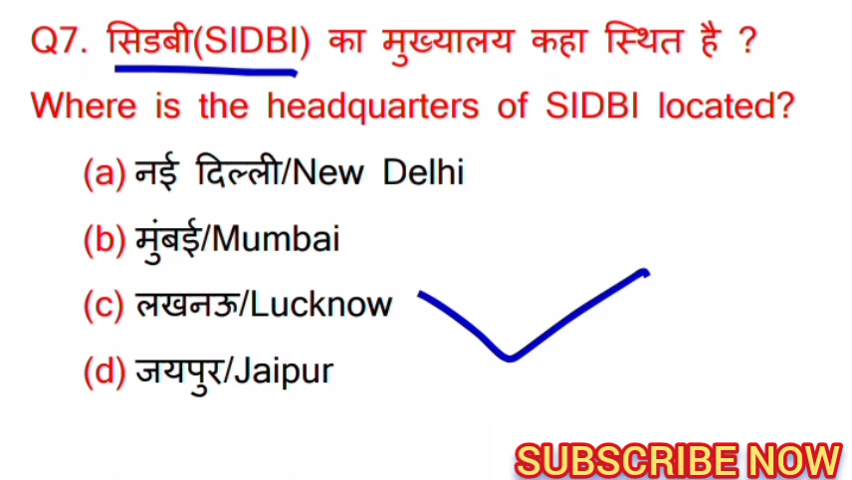 Q7. सिडबी(SIDBI) का मुख्यालय कहा स्थित है ?
Where is the headquarters of SIDBI located?
(a) नई दिल्ली/New Delhi
(b) मुंबई/Mumbai
(c) लखनऊ/Lucknow
(d) जयपुर/Jaipur
SUBSCRIBE NOW